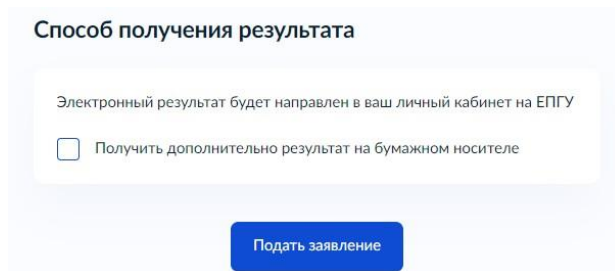 Способ получения результата
Электронный результат будет направлен в ваш личный кабинет на ЕПГУ
Получить дополнительно результат на бумажном носителе
Подать заявление